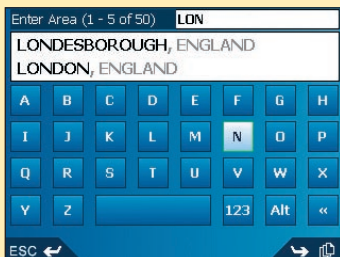 Enter Area (1 - 5 of 50) LON
LONDESBOROUGH, ENGLAND
LONDON, ENGLAND
A B C D E F G H
I J K L M N O P
Q R S T U V W X
Y Z 123 Alt «
ESC